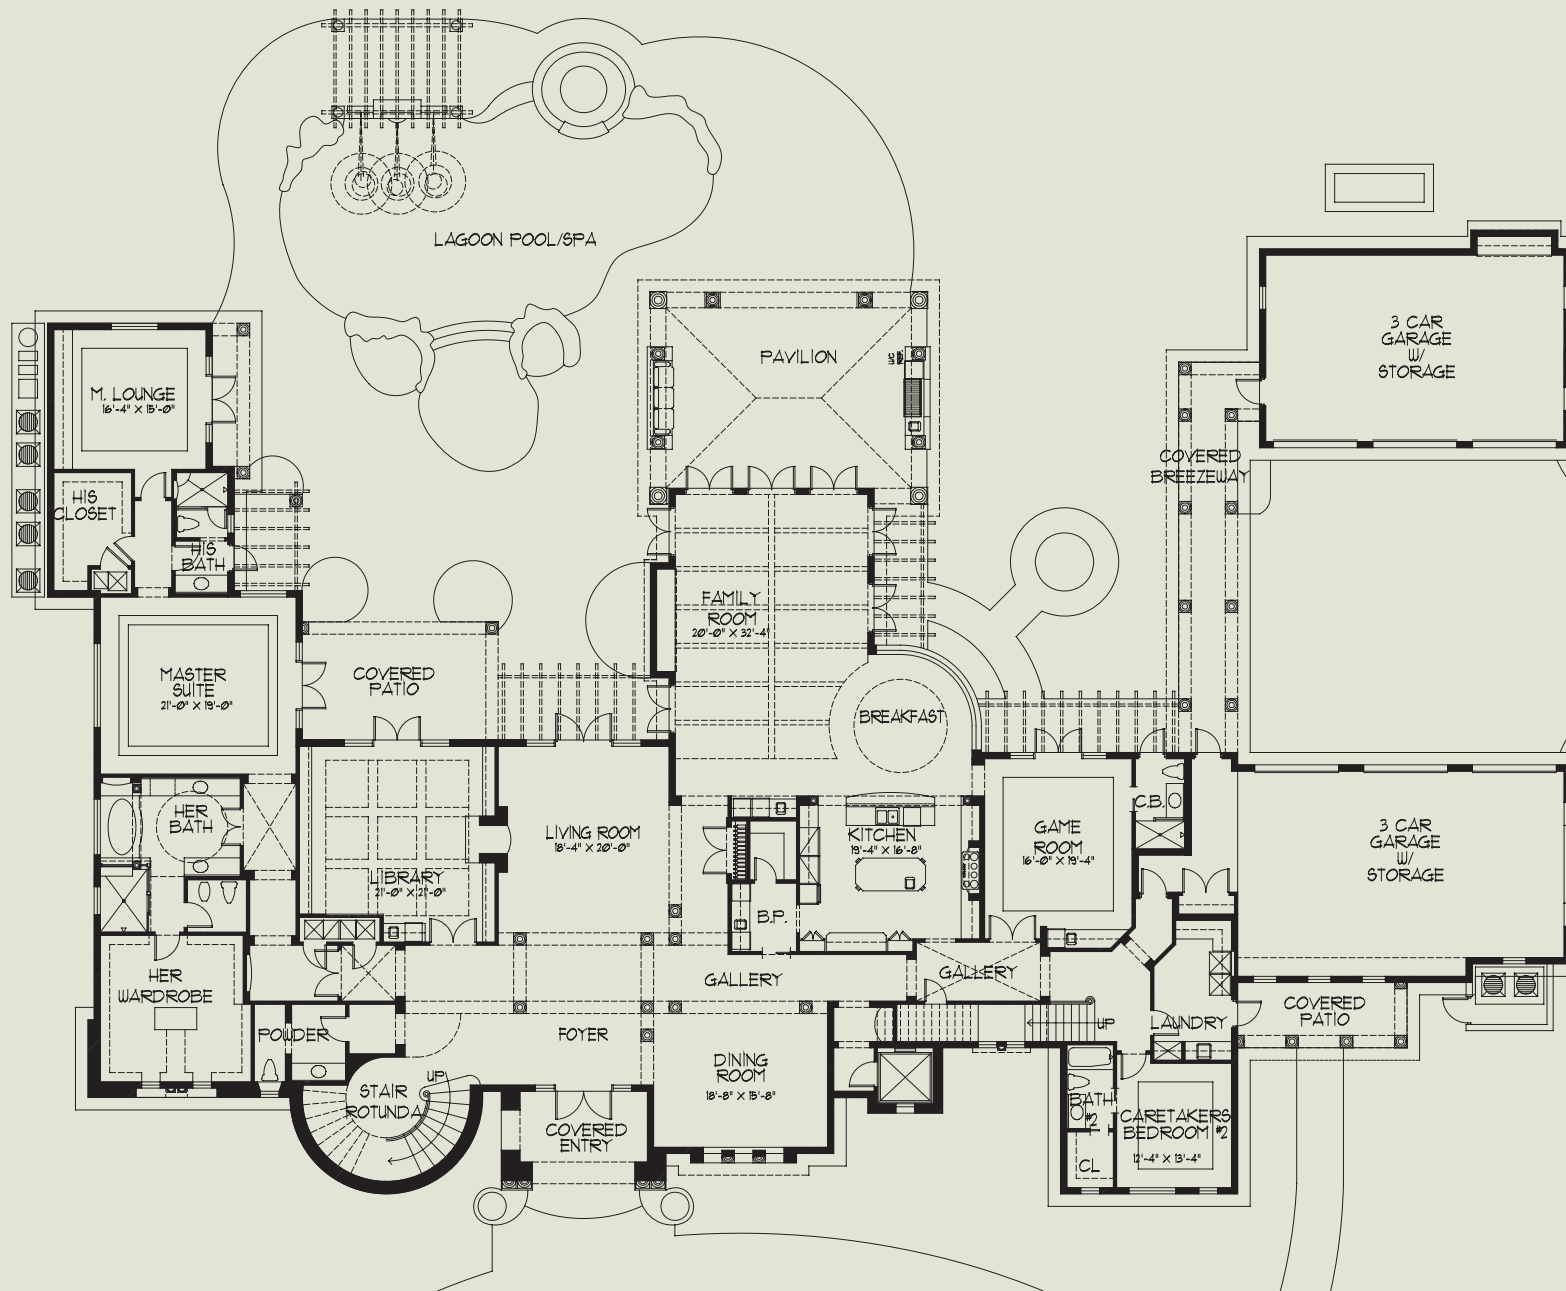 LAGOON POOL/SPA
3 CAR
GARAGE
W/
STORAGE
PAVILION
U/C
REF.
M. LOUNGE
16'-4" X 15'-0"
COVERED
BREEZEWAY
HIS
CLOSET
HIS
BATH
FAMILY
ROOM
20'-0" X 32'-4"
MASTER
SUITE
21'-0" X 19'-0"
COVERED
PATIO
BREAKFAST
C.B.
HER
BATH
LIVING ROOM
18'-4" X 20'-0"
KITCHEN
19'-4" X 16'-8"
GAME
ROOM
16'-0" X 19'-4"
3 CAR
GARAGE
W/
STORAGE
LIBRARY
21'-0" X 21'-0"
B.P.
HER
WARDROBE
GALLERY
GALLERY
COVERED
PATIO
POWDER
FOYER
UP
LAUNDRY
DINING
ROOM
18'-8" X 15'-8"
UP
STAIR
ROTUNDA
COVERED
ENTRY
BATH
#2
CARETAKERS
BEDROOM #2
12'-4" X 13'-4"
CL